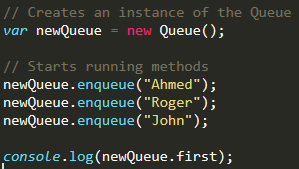 // Creates an instance of the Queue
var newQueue = new Queue();
// Starts running methods
newQueue.enqueue("Ahmed");
newQueue.enqueue("Roger");
newQueue.enqueue("John");
console.log(newQueue.first);